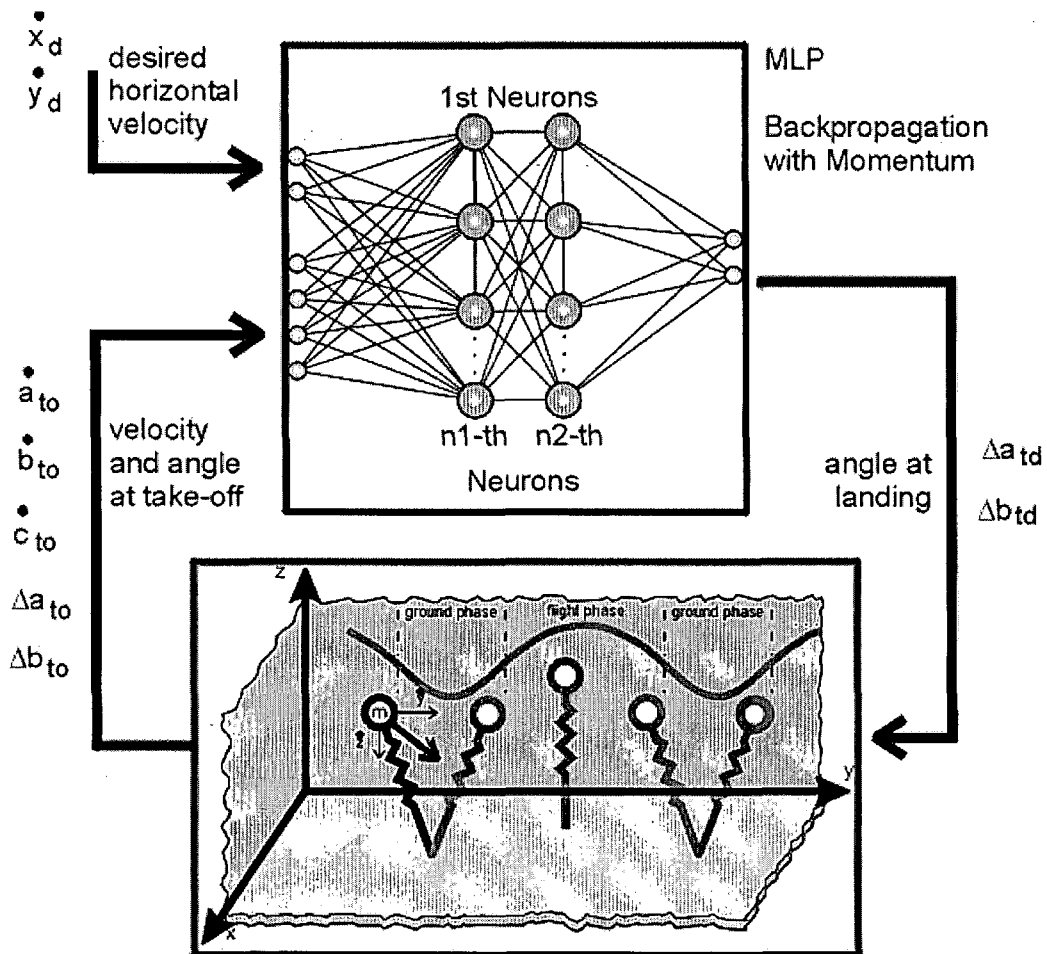 ẋ d
ẏ d
desired
horizontal
velocity
MLP
Backpropagation
with Momentum
1st Neurons
n1-th n2-th
Neurons
ȧ to
ḃ to
ċ to
Δa to
Δb to
velocity
and angle
at take-off
angle at
landing
Δa td
Δb td
z
ground phase flight phase ground phase
m
ẏ
ż
y
x